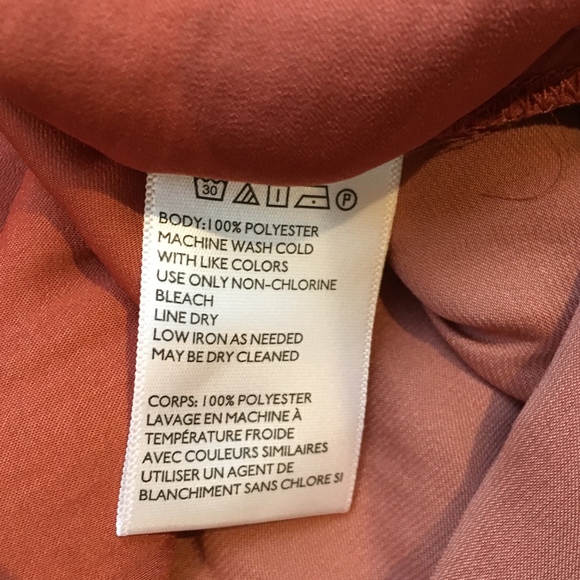 30
P
BODY:100% POLYESTER
MACHINE WASH COLD
WITH LIKE COLORS
USE ONLY NON-CHLORINE
BLEACH
LINE DRY
LOW IRON AS NEEDED
MAY BE DRY CLEANED
CORPS: 100% POLYESTER
LAVAGE EN MACHINE À
TEMPÉRATURE FROIDE
AVEC COULEURS SIMILAIRES
UTILISER UN AGENT DE
BLANCHIMENT SANS CHLORE SI